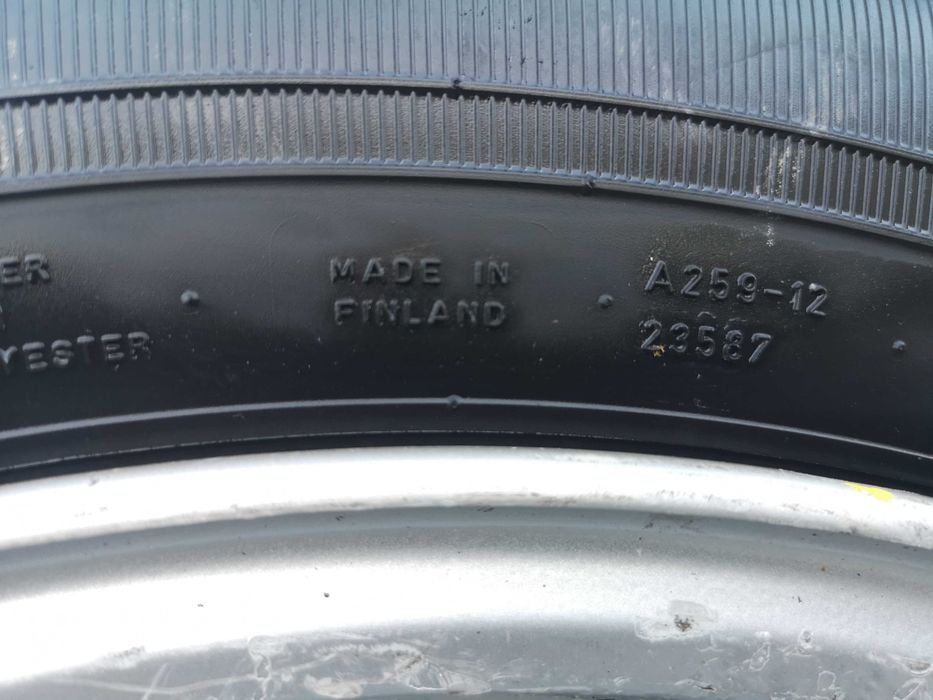 MADE IN
FINLAND
A259-12
23587
ER
YESTER